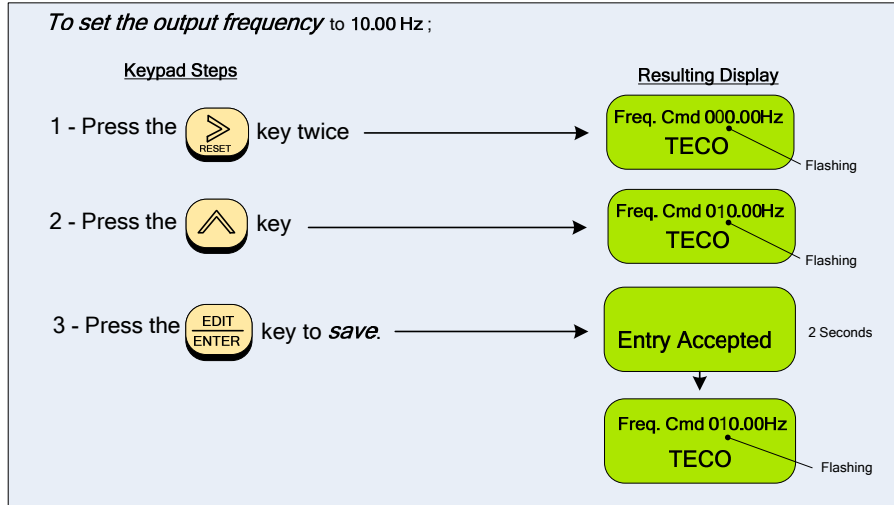 To set the output frequency to 10.00 Hz ;
Keypad Steps
Resulting Display
1 - Press the RESET key twice
Freq. Cmd 000.00Hz
TECO
Flashing
2 - Press the key
Freq. Cmd 010.00Hz
TECO
Flashing
3 - Press the EDIT ENTER key to save.
Entry Accepted
2 Seconds
Freq. Cmd 010.00Hz
TECO
Flashing